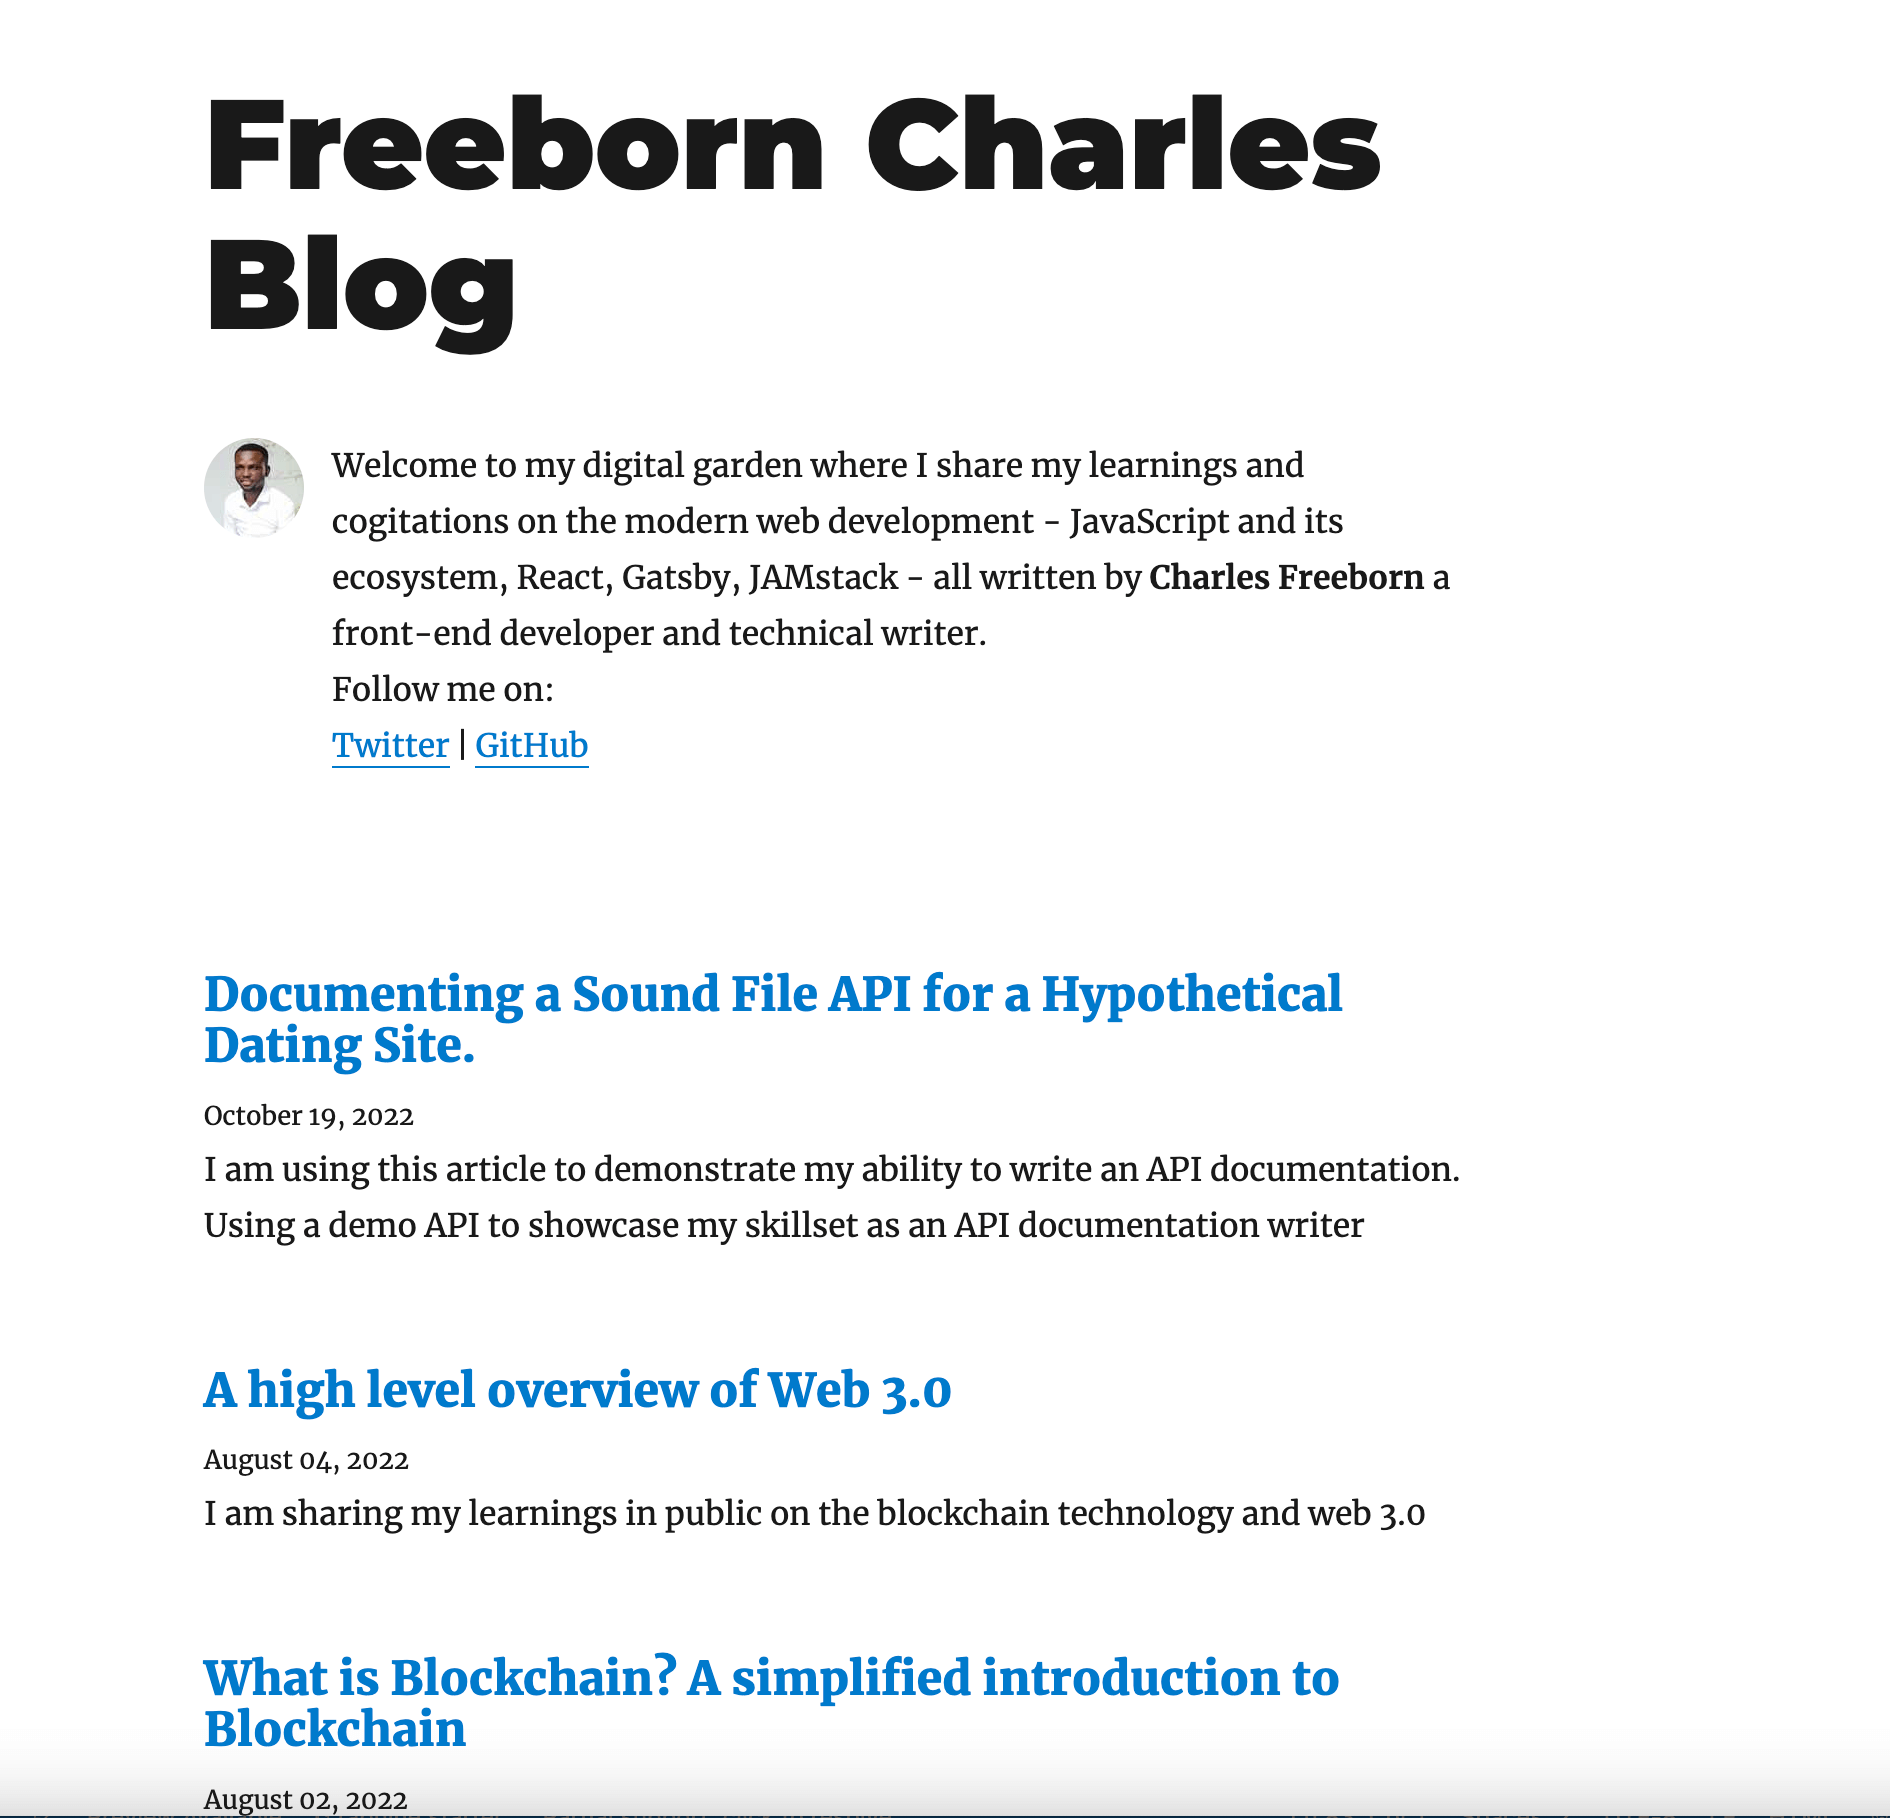 Freeborn Charles
Blog
Welcome to my digital garden where I share my learnings and
cogitations on the modern web development - JavaScript and its
ecosystem, React, Gatsby, JAMstack - all written by Charles Freeborn a
front-end developer and technical writer.
Follow me on:
Twitter | GitHub
Documenting a Sound File API for a Hypothetical
Dating Site.
October 19, 2022
I am using this article to demonstrate my ability to write an API documentation.
Using a demo API to showcase my skillset as an API documentation writer
A high level overview of Web 3.0
August 04, 2022
I am sharing my learnings in public on the blockchain technology and web 3.0
What is Blockchain? A simplified introduction to
Blockchain
August 02, 2022